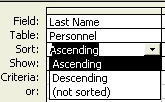 Field: Last Name
Table: Personnel
Sort: Ascending
Show: Ascending
Criteria: Descending
or: (not sorted)